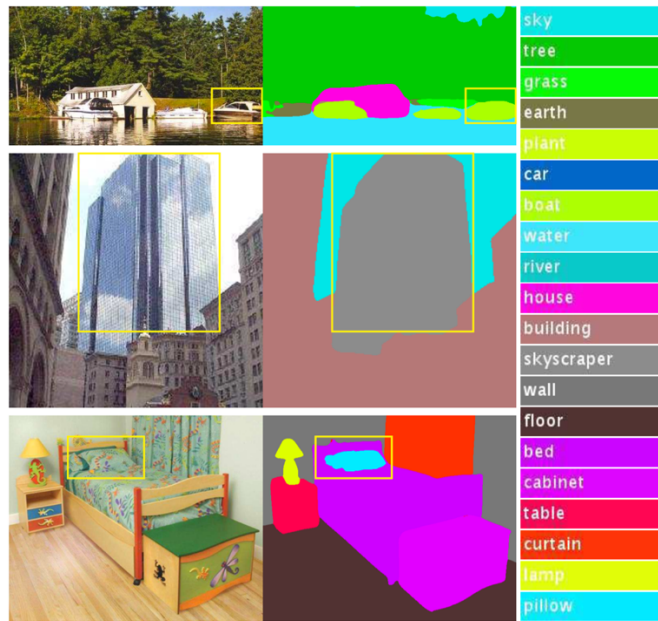 sky
tree
grass
earth
plant
car
boat
water
river
house
building
skyscraper
wall
floor
bed
cabinet
table
curtain
lamp
pillow